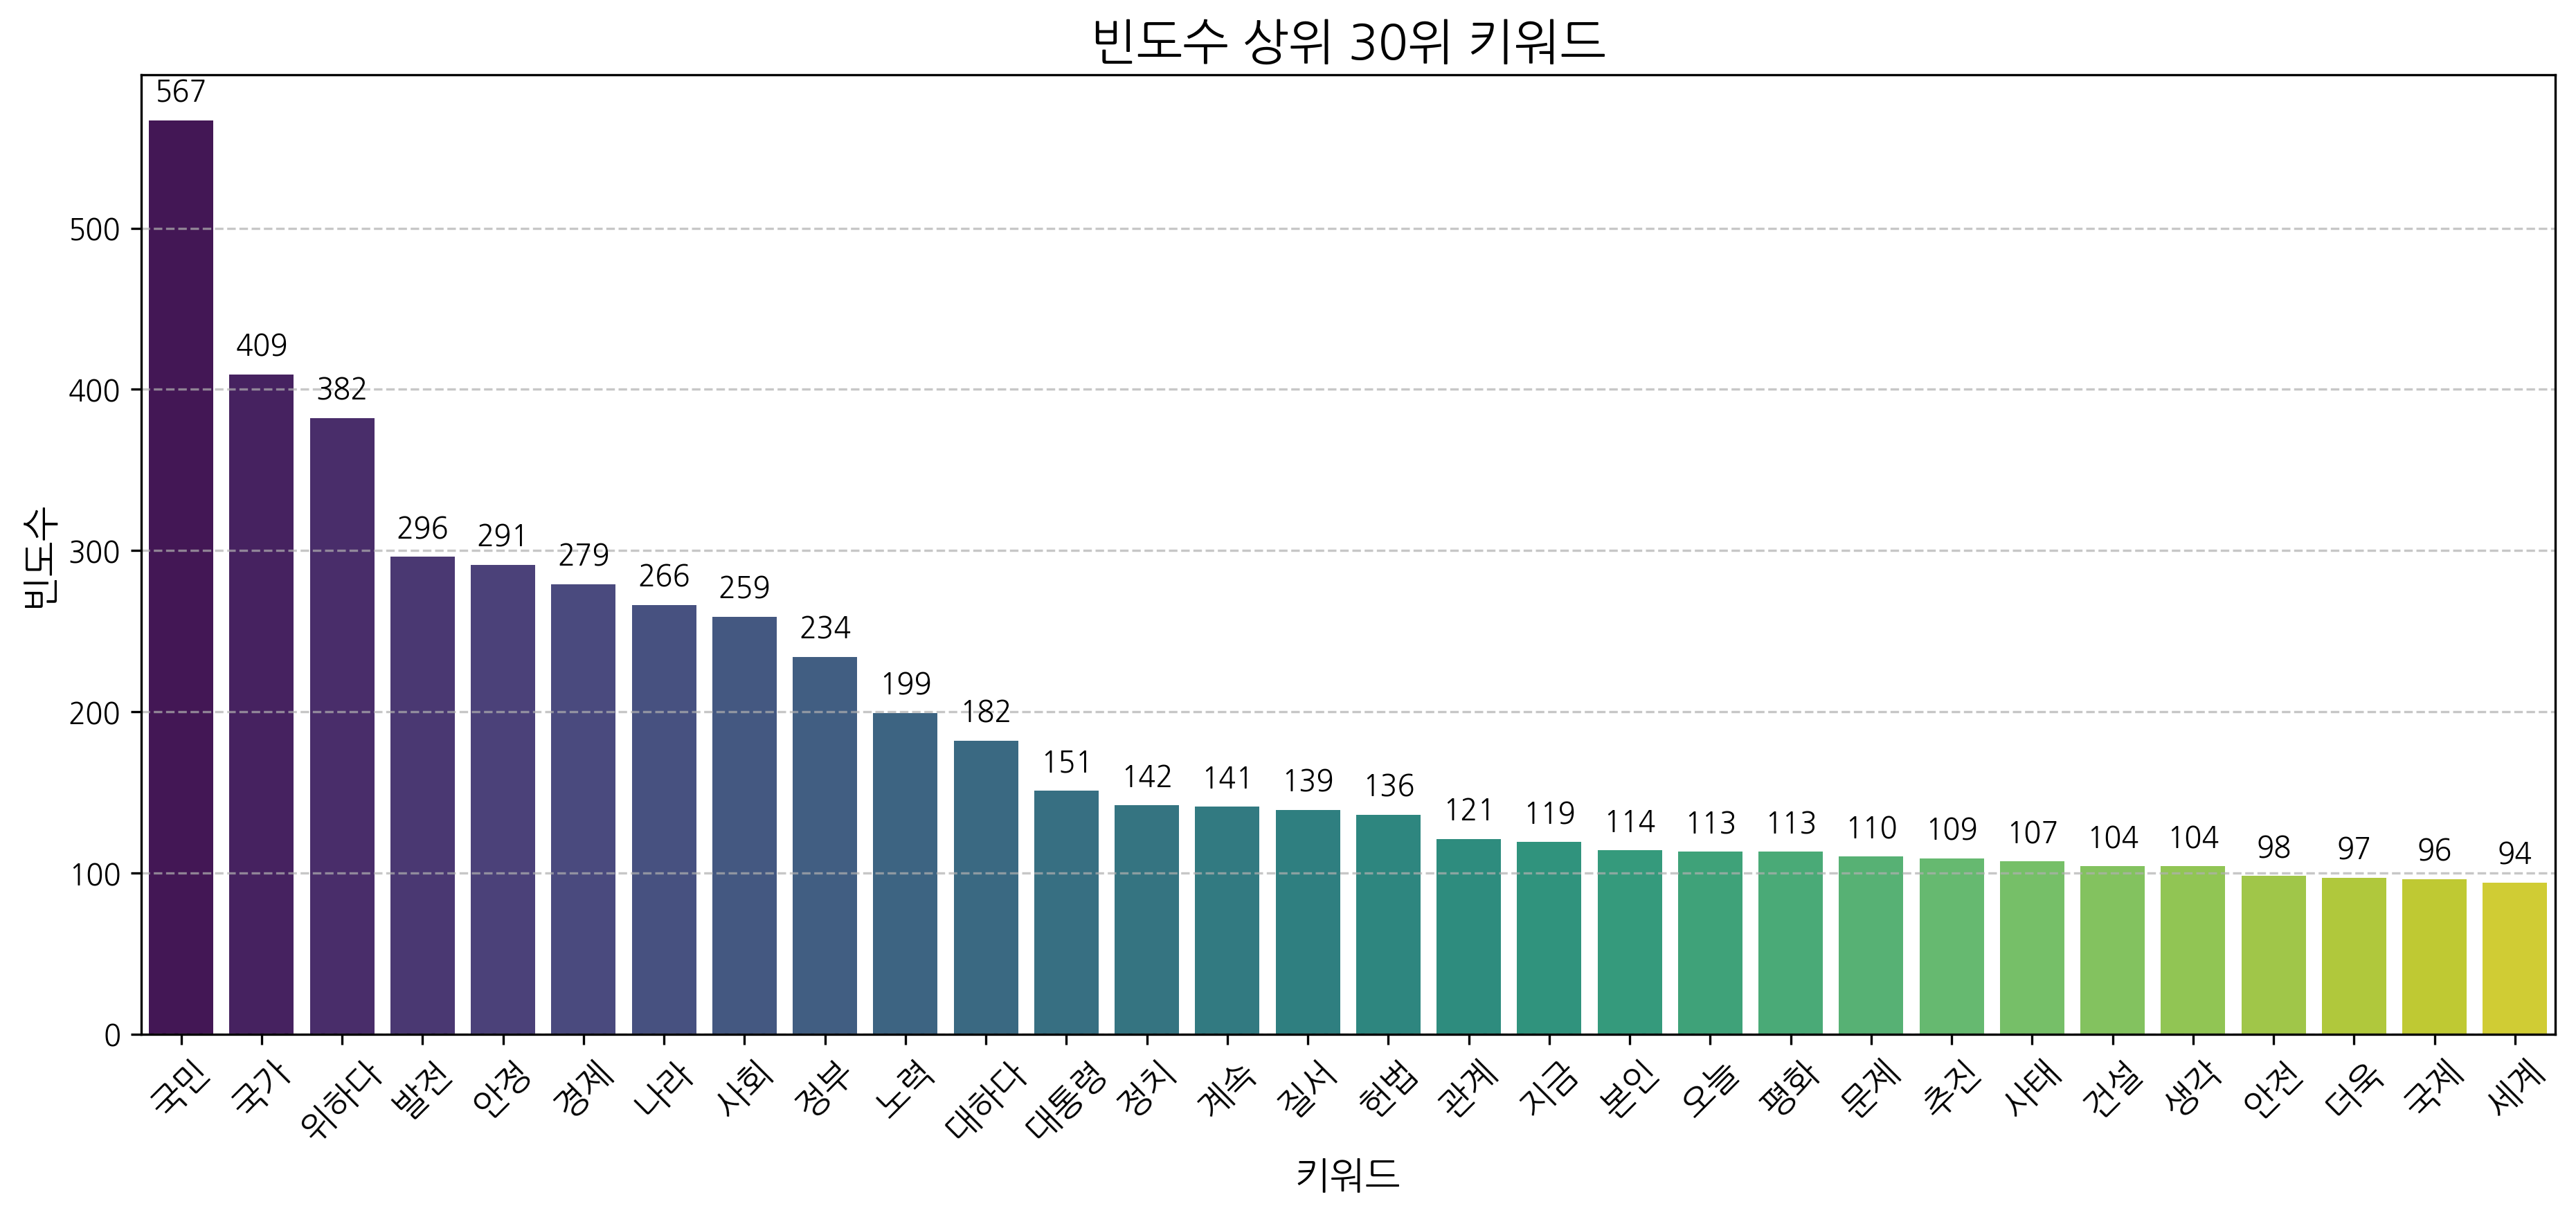 빈도수 상위 30위 키워드
567
409
382
296
291
279
266
259
234
199
182
151
142
141
139
136
121
119
114
113
113
110
109
107
104
104
98
97
96
94
500
400
300
200
100
0
빈도수
국민
국가
위하다
발전
안정
경제
나라
사회
정부
노력
대하다
대통령
정치
계속
질서
헌법
관계
지금
본인
오늘
평화
문제
추진
사태
건설
생각
안전
더욱
국제
세계
키워드